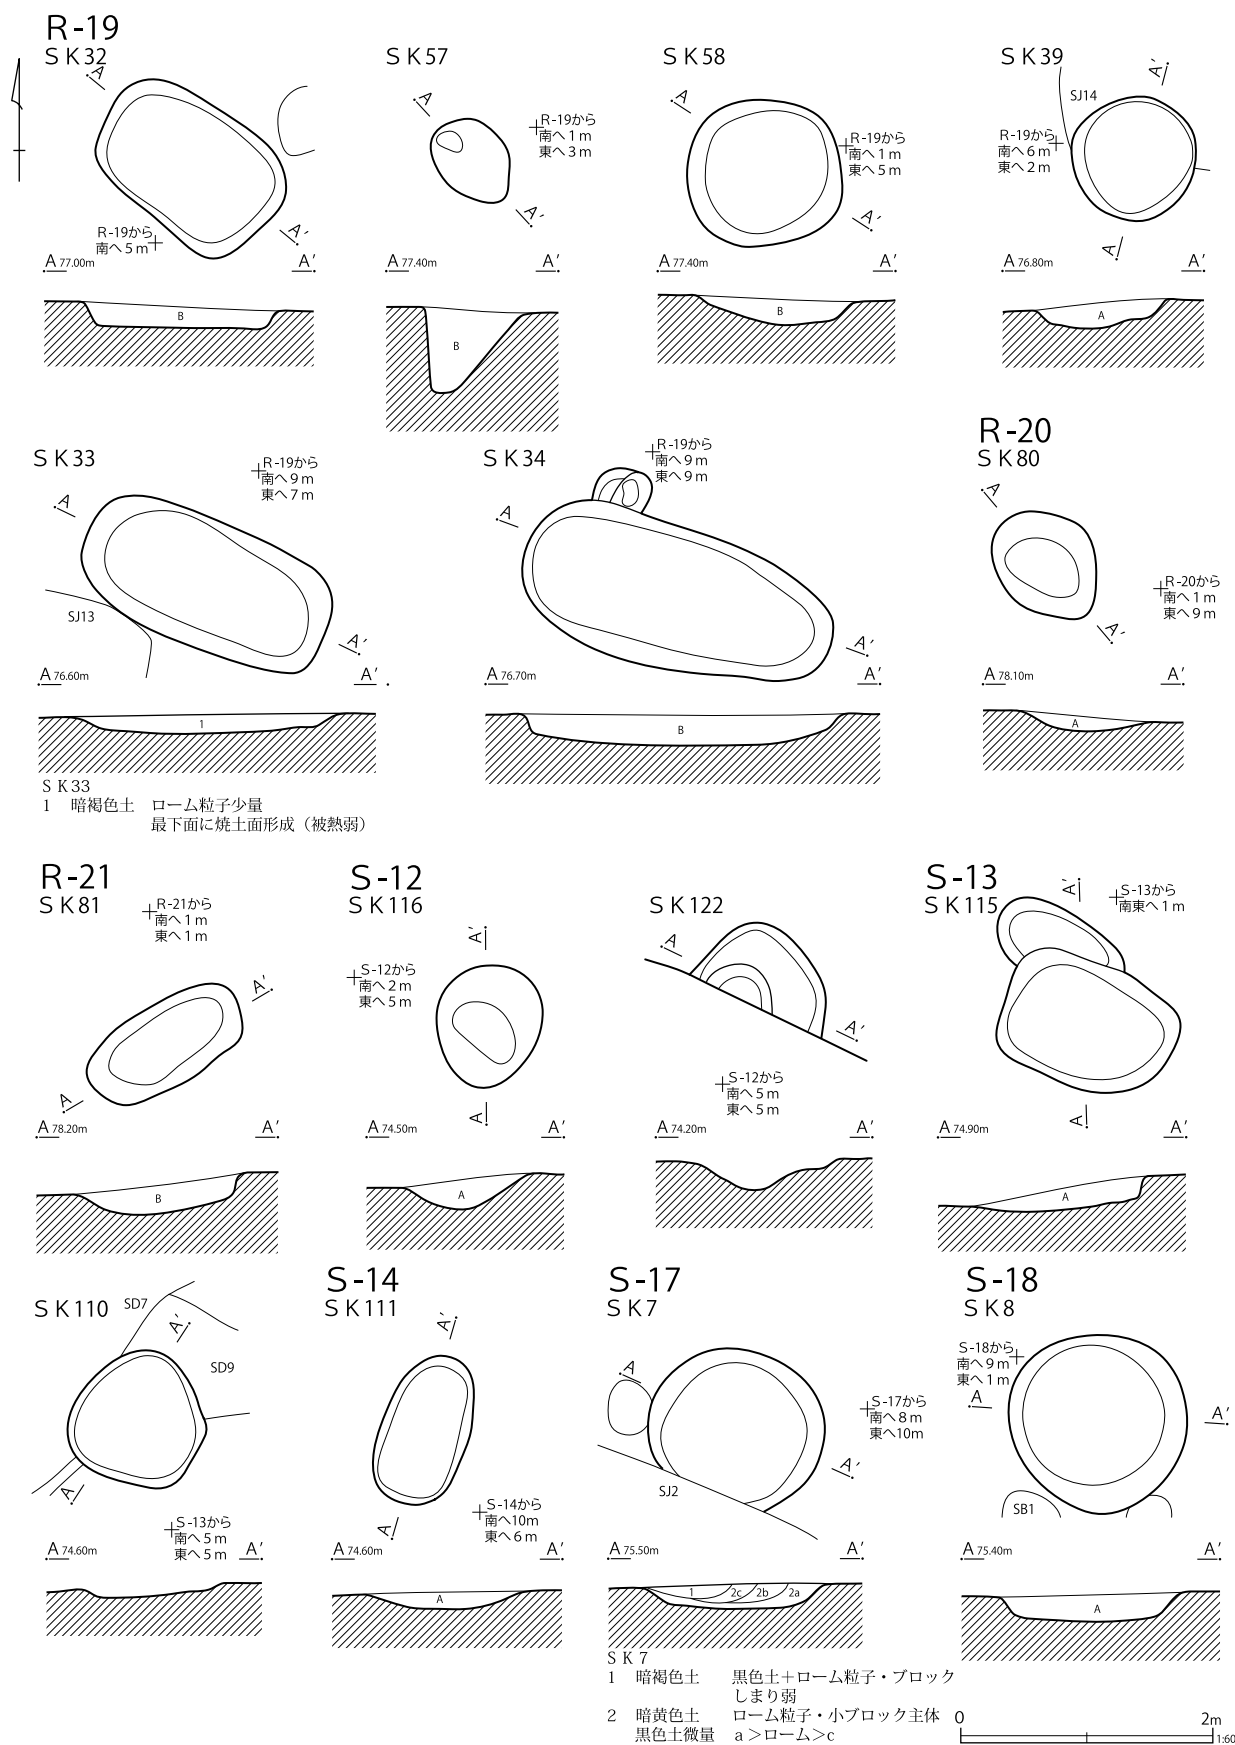 R-19
SK32
A
R-19から
南へ5m
A'
A 77.00m A'
B
SK57
A
R-19から
南へ1m
東へ3m
A'
A 77.40m A'
B
SK58
A
R-19から
南へ1m
東へ5m
A'
A 77.40m A'
B
SK39
SJ14
A'
R-19から
南へ6m
東へ2m
A
A 76.80m A'
A
SK33
R-19から
南へ9m
東へ7m
A
SJ13
A'
A 76.60m A'
1
SK33
1 暗褐色土 ローム粒子少量
最下面に焼土面形成（被熱弱）
SK34
R-19から
南へ9m
東へ9m
A
A'
A 76.70m A'
B
R-20
SK80
A
R-20から
南へ1m
東へ9m
A'
A 78.10m A'
A
R-21
SK81
R-21から
南へ1m
東へ1m
A'
A
A 78.20m A'
B
S-12
SK116
A'
S-12から
南へ2m
東へ5m
A
A 74.50m A'
A
SK122
A
A'
S-12から
南へ5m
東へ5m
A 74.20m A'
S-13
SK115
A'
S-13から
南東へ1m
A
A 74.90m A'
A
SK110
SD7
A'
SD9
A
S-13から
南へ5m
東へ5m
A 74.60m A'
S-14
SK111
A'
S-14から
南へ10m
東へ6m
A
A 74.60m A'
A
S-17
SK7
A
S-17から
南へ8m
東へ10m
A'
SJ2
A 75.50m A'
1 2c 2b 2a
SK7
1 暗褐色土 黒色土＋ローム粒子・ブロック
しまり弱
2 暗黄色土 ローム粒子・小ブロック主体
黒色土微量 a＞ローム＞c
S-18
SK8
S-18から
南へ9m
東へ1m
A
A'
SB1
A 75.40m A'
A
0 2m
1:60